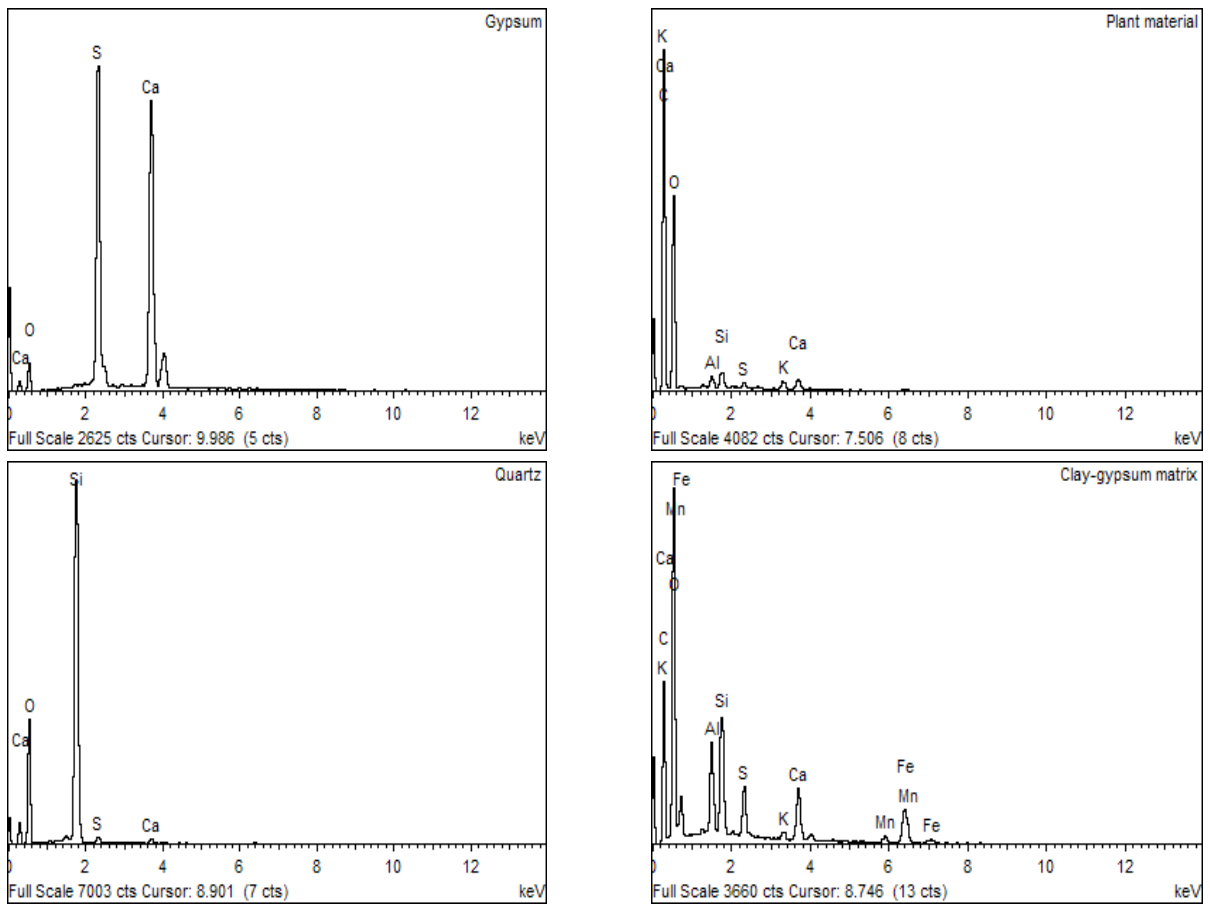 Gypsum
S
Ca
O
Ca
0 2 4 6 8 10 12
Full Scale 2625 cts Cursor: 9.986 (5 cts) keV
Plant material
K
Ca
C
O
Si
Ca
Al
S
K
0 2 4 6 8 10 12
Full Scale 4082 cts Cursor: 7.506 (8 cts) keV
Quartz
Si
O
Ca
S
Ca
0 2 4 6 8 10 12
Full Scale 7003 cts Cursor: 8.901 (7 cts) keV
Clay-gypsum matrix
Fe
Mn
Ca
O
C
K
Si
Al
S
Ca
Fe
Mn
K
Mn
Fe
0 2 4 6 8 10 12
Full Scale 3660 cts Cursor: 8.746 (13 cts) keV